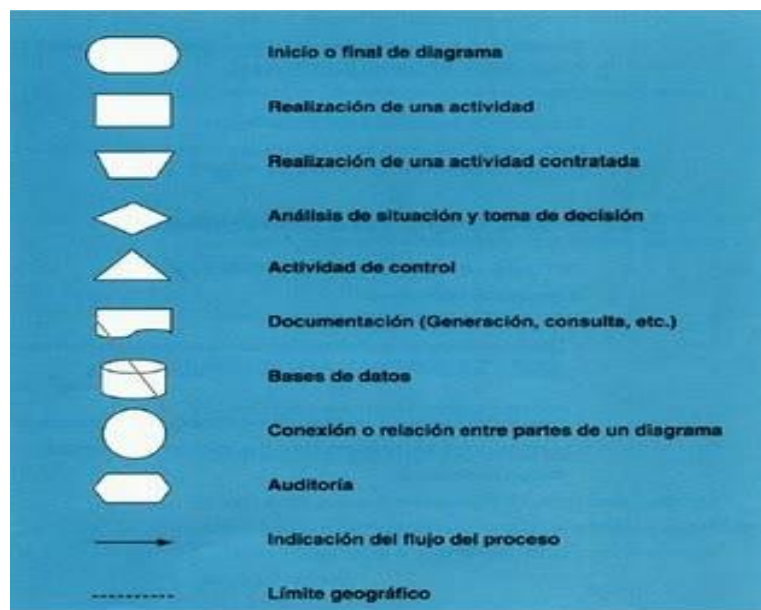 Inicio o final de diagrama
Realización de una actividad
Realización de una actividad contratada
Análisis de situación y toma de decisión
Actividad de control
Documentación (Generación, consulta, etc.)
Bases de datos
Conexión o relación entre partes de un diagrama
Auditoría
Indicación del flujo del proceso
Límite geográfico